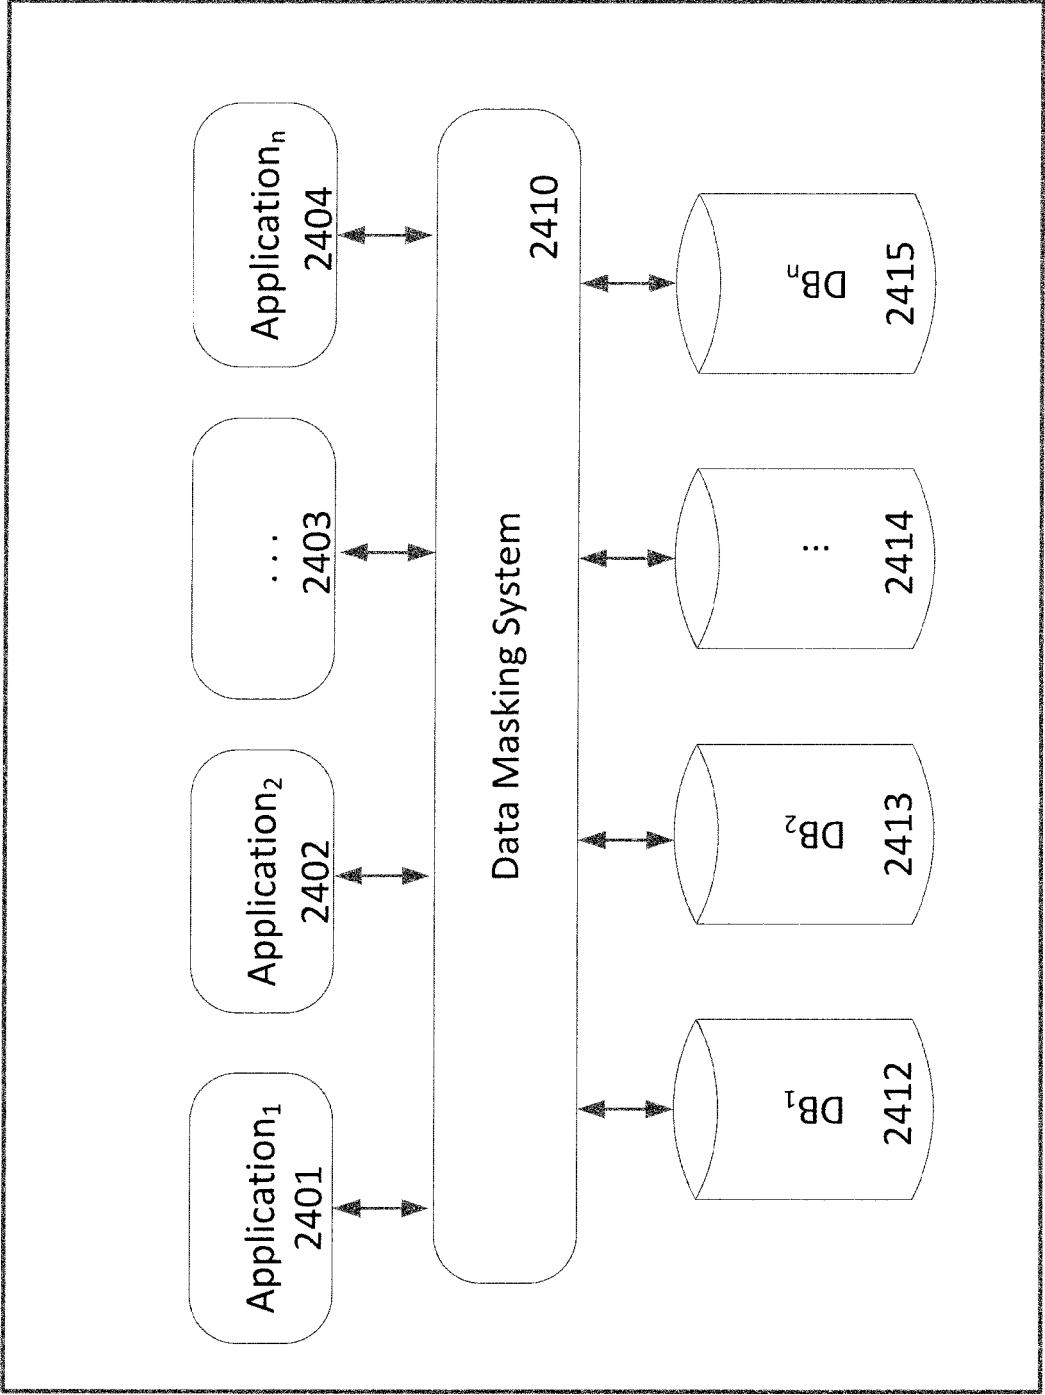 Application1
2401
Application2
2402
...
2403
Applicationn
2404
Data Masking System
2410
DB1
2412
DB2
2413
...
2414
DBn
2415